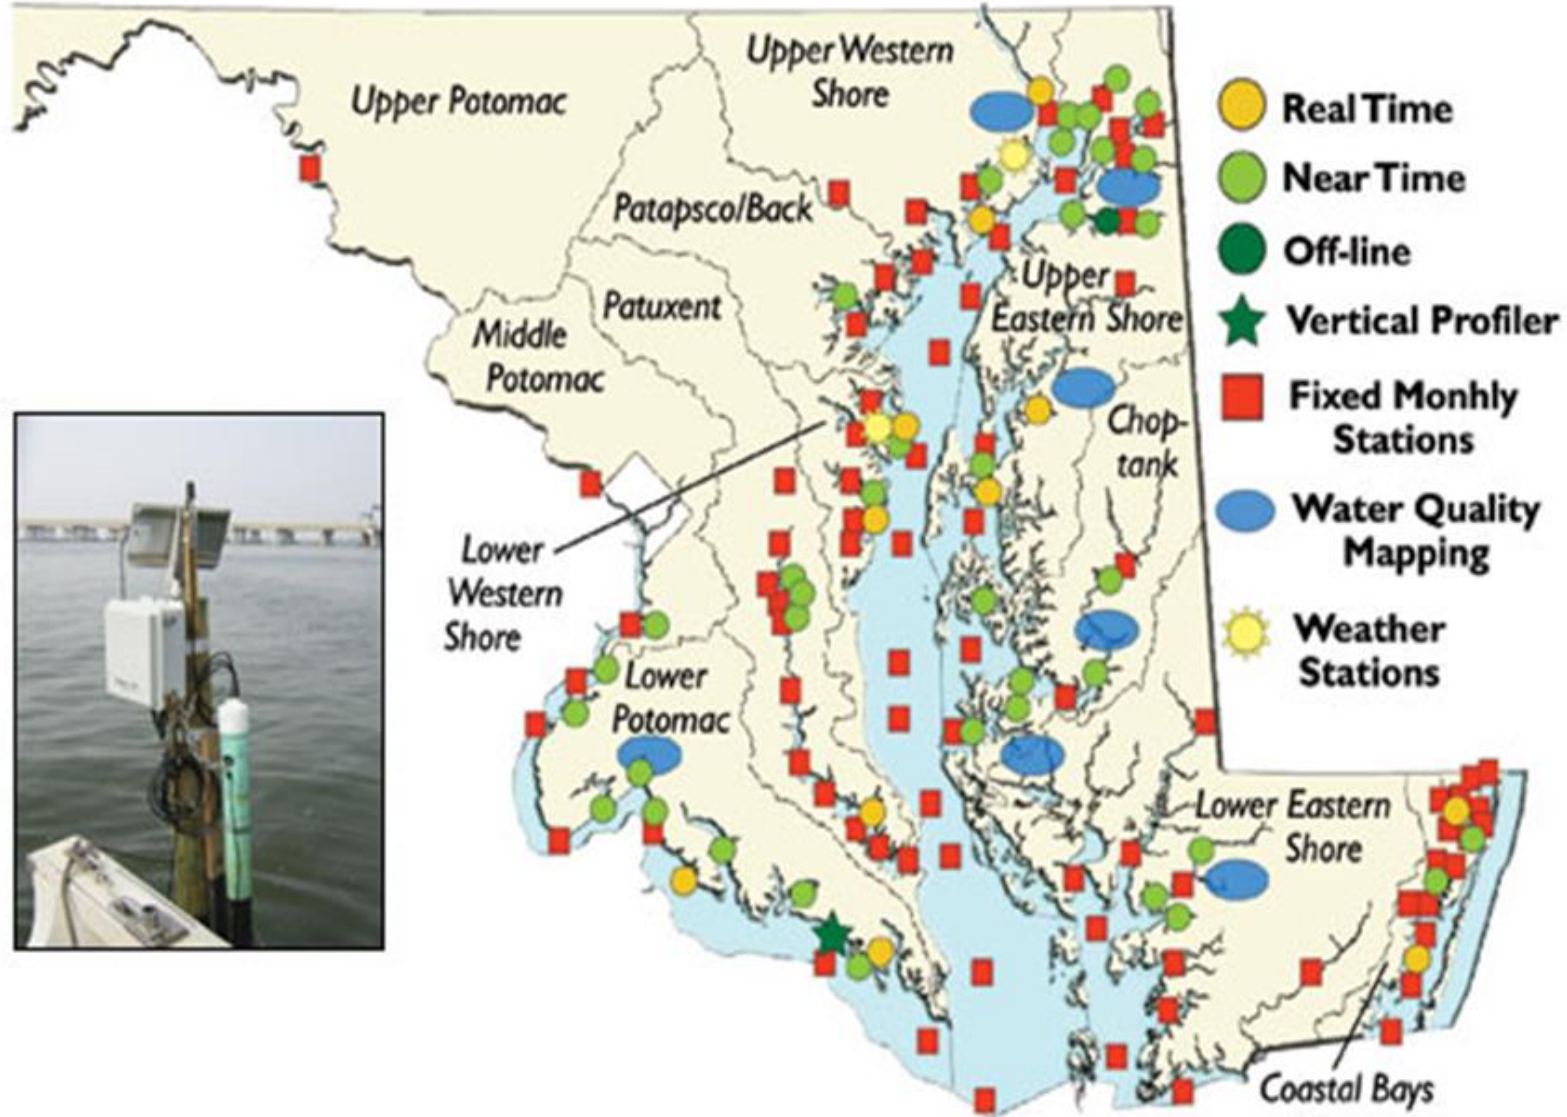 Upper Western
Shore
Upper Potomac
Patapsco/Back
Patuxent
Middle
Potomac
Upper
Eastern Shore
Chop-
tank
Lower
Western
Shore
Lower
Potomac
Lower Eastern
Shore
Coastal Bays
Real Time
Near Time
Off-line
Vertical Profiler
Fixed Monhly
Stations
Water Quality
Mapping
Weather
Stations